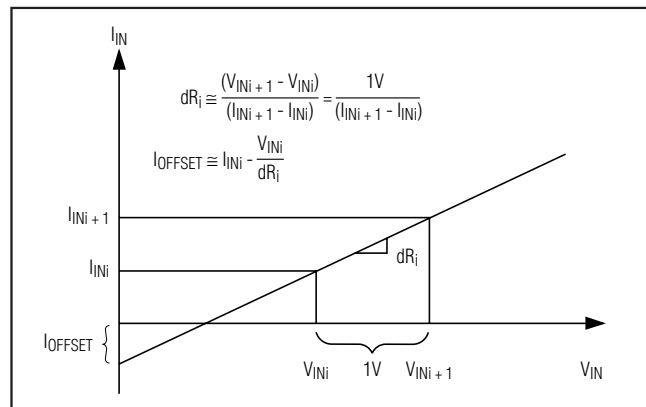 I_IN
dR_i ≅ (V_INi + 1 - V_INi) / (I_INi + 1 - I_INi) = 1V / (I_INi + 1 - I_INi)
I_OFFSET ≅ I_INi - V_INi / dR_i
I_INi + 1
dR_i
I_INi
I_OFFSET
V_INi 1V V_INi + 1 V_IN